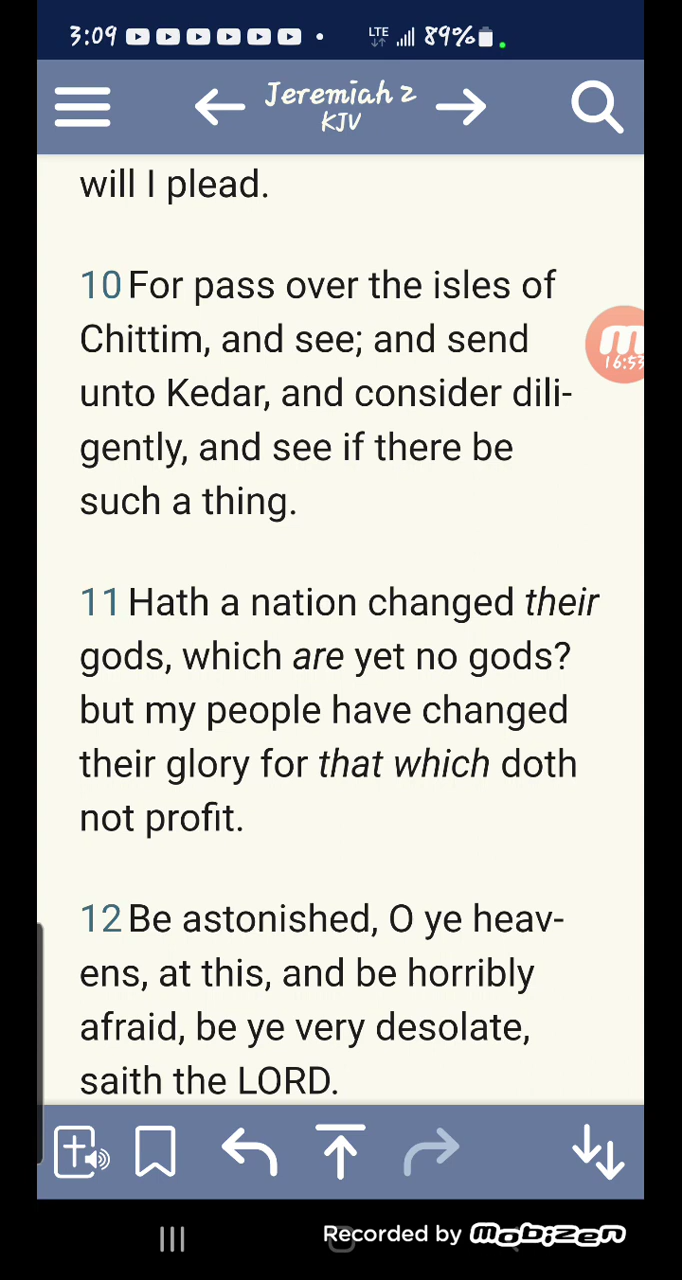 3:09 LTE 89%
Jeremiah 2
KJV
will I plead.
10 For pass over the isles of
Chittim, and see; and send
unto Kedar, and consider dili-
gently, and see if there be
such a thing.
11 Hath a nation changed their
gods, which are yet no gods?
but my people have changed
their glory for that which doth
not profit.
12 Be astonished, O ye heav-
ens, at this, and be horribly
afraid, be ye very desolate,
saith the LORD.
m
16:53
Recorded by mobizen